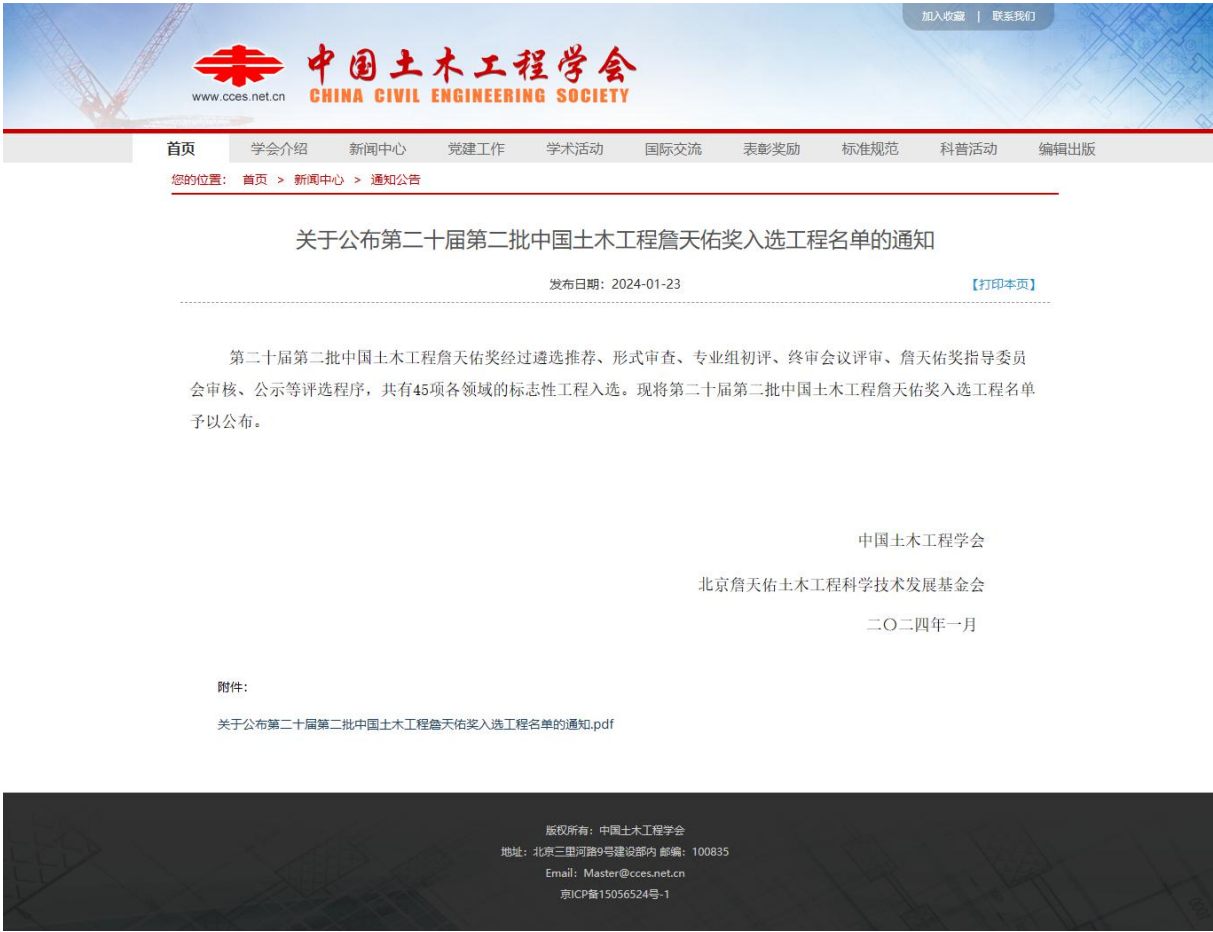 加入收藏 | 联系我们
中国土木工程学会
www.cces.net.cn
CHINA CIVIL ENGINEERING SOCIETY
首页 学会介绍 新闻中心 党建工作 学术活动 国际交流 表彰奖励 标准规范 科普活动 编辑出版
您的位置： 首页 > 新闻中心 > 通知公告
关于公布第二十届第二批中国土木工程詹天佑奖入选工程名单的通知
发布日期：2024-01-23
【打印本页】
第二十届第二批中国土木工程詹天佑奖经过遴选推荐、形式审查、专业组初评、终审会议评审、詹天佑奖指导委员
会审核、公示等评选程序，共有45项各领域的标志性工程入选。现将第二十届第二批中国土木工程詹天佑奖入选工程名单
予以公布。
中国土木工程学会
北京詹天佑土木工程科学技术发展基金会
二〇二四年一月
附件：
关于公布第二十届第二批中国土木工程詹天佑奖入选工程名单的通知.pdf
版权所有：中国土木工程学会
地址：北京三里河路9号建设部内 邮编：100835
Email：Master@cces.net.cn
京ICP备15056524号-1